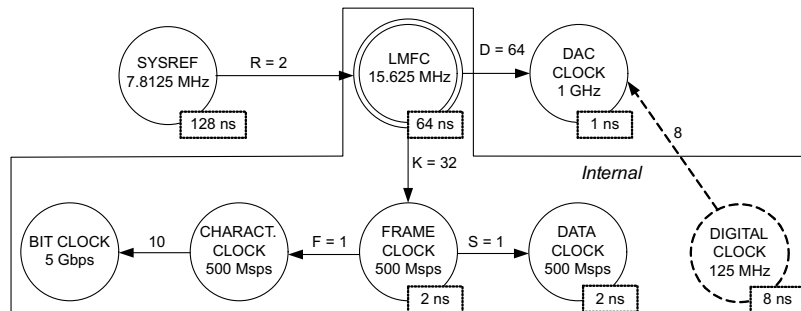 SYSREF
7.8125 MHz
128 ns
R = 2
LMFC
15.625 MHz
64 ns
D = 64
DAC
CLOCK
1 GHz
1 ns
8
K = 32
Internal
BIT CLOCK
5 Gbps
10
CHARACT.
CLOCK
500 Msps
F = 1
FRAME
CLOCK
500 Msps
2 ns
S = 1
DATA
CLOCK
500 Msps
2 ns
DIGITAL
CLOCK
125 MHz
8 ns